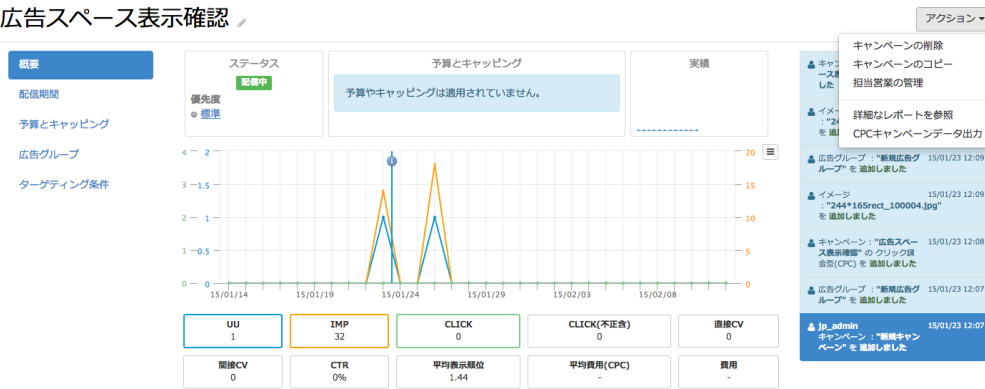 広告スペース表示確認
アクション
キャンペーンの削除
キャンペーンのコピー
担当営業の管理
詳細なレポートを参照
CPCキャンペーンデータ出力
概要
配信期間
予算とキャッピング
広告グループ
ターゲティング条件
ステータス
配信中
優先度
標準
予算とキャッピング
予算やキャッピングは適用されていません。
実績
4 2 20
3 1.5 15
2 1 10
1 0.5 5
0 0 0
15/01/14 15/01/19 15/01/24 15/01/29 15/02/03 15/02/08
UU
1
IMP
32
CLICK
0
CLICK(不正含)
0
直接CV
0
間接CV
0
CTR
0%
平均表示順位
1.44
平均費用(CPC)
-
費用
-
キャン
ース表
した
イメー
："24
を 追
広告グループ ："新規広告グ 15/01/23 12:09
ループ" を 追加しました
イメージ 15/01/23 12:09
："244*165rect_100004.jpg"
を 追加しました
キャンペーン："広告スペー 15/01/23 12:08
ス表示確認" の クリック課
金型(CPC) を 追加しました
広告グループ ："新規広告グ 15/01/23 12:07
ループ" を 追加しました
jp_admin 15/01/23 12:07
キャンペーン ："新規キャン
ペーン" を 追加しました